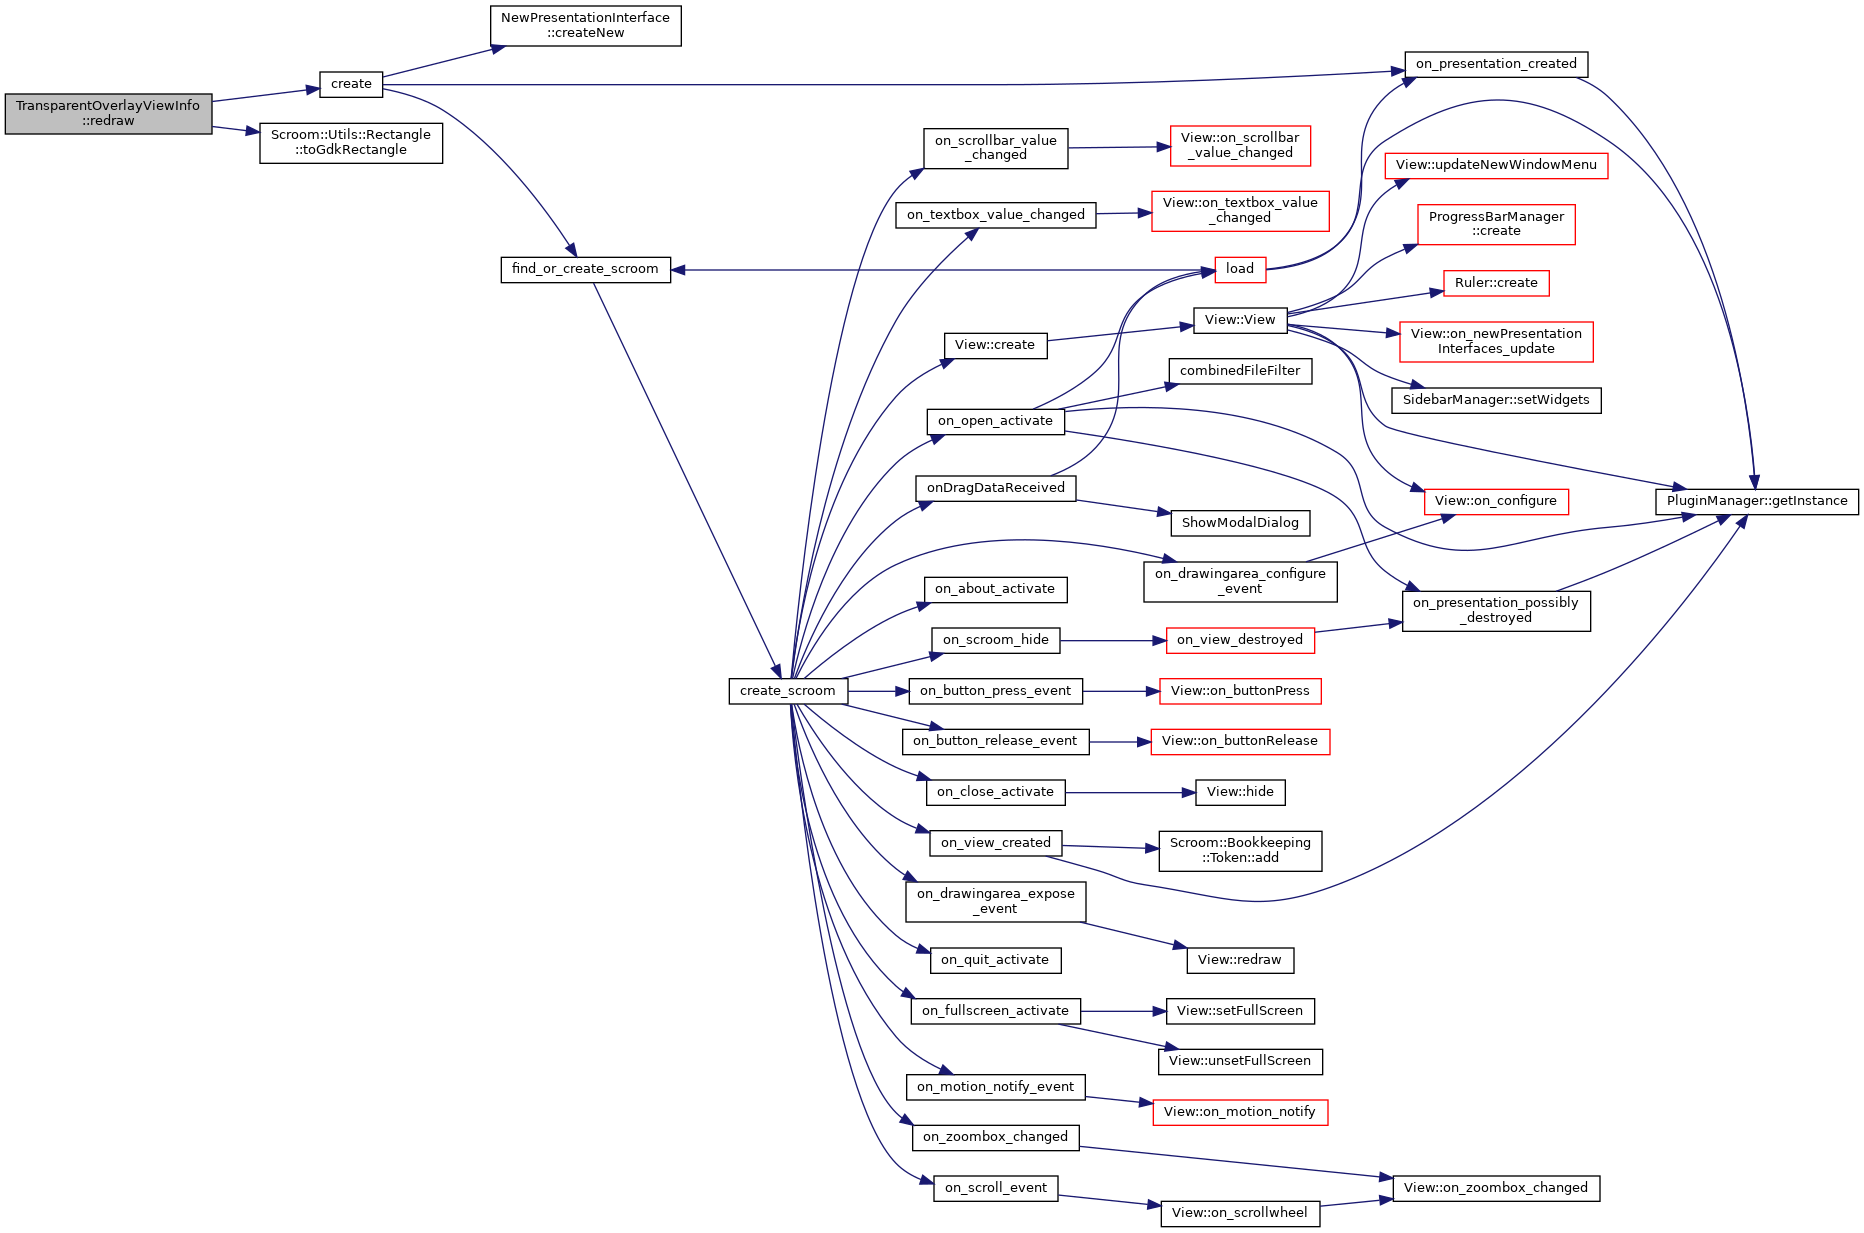 TransparentOverlayViewInfo
::redraw
create
Scroom::Utils::Rectangle
::toGdkRectangle
NewPresentationInterface
::createNew
find_or_create_scroom
create_scroom
on_scrollbar_value
_changed
on_textbox_value_changed
View::create
on_open_activate
onDragDataReceived
on_about_activate
on_scroom_hide
on_button_press_event
on_button_release_event
on_close_activate
on_view_created
on_drawingarea_expose
_event
on_quit_activate
on_fullscreen_activate
on_motion_notify_event
on_zoombox_changed
on_scroll_event
View::on_scrollbar
_value_changed
View::on_textbox_value
_changed
load
View::View
combinedFileFilter
ShowModalDialog
on_drawingarea_configure
_event
on_view_destroyed
View::on_buttonPress
View::on_buttonRelease
View::hide
Scroom::Bookkeeping
::Token::add
View::redraw
View::setFullScreen
View::unsetFullScreen
View::on_motion_notify
View::on_scrollwheel
on_presentation_created
View::updateNewWindowMenu
ProgressBarManager
::create
Ruler::create
View::on_newPresentation
Interfaces_update
SidebarManager::setWidgets
View::on_configure
on_presentation_possibly
_destroyed
View::on_zoombox_changed
PluginManager::getInstance